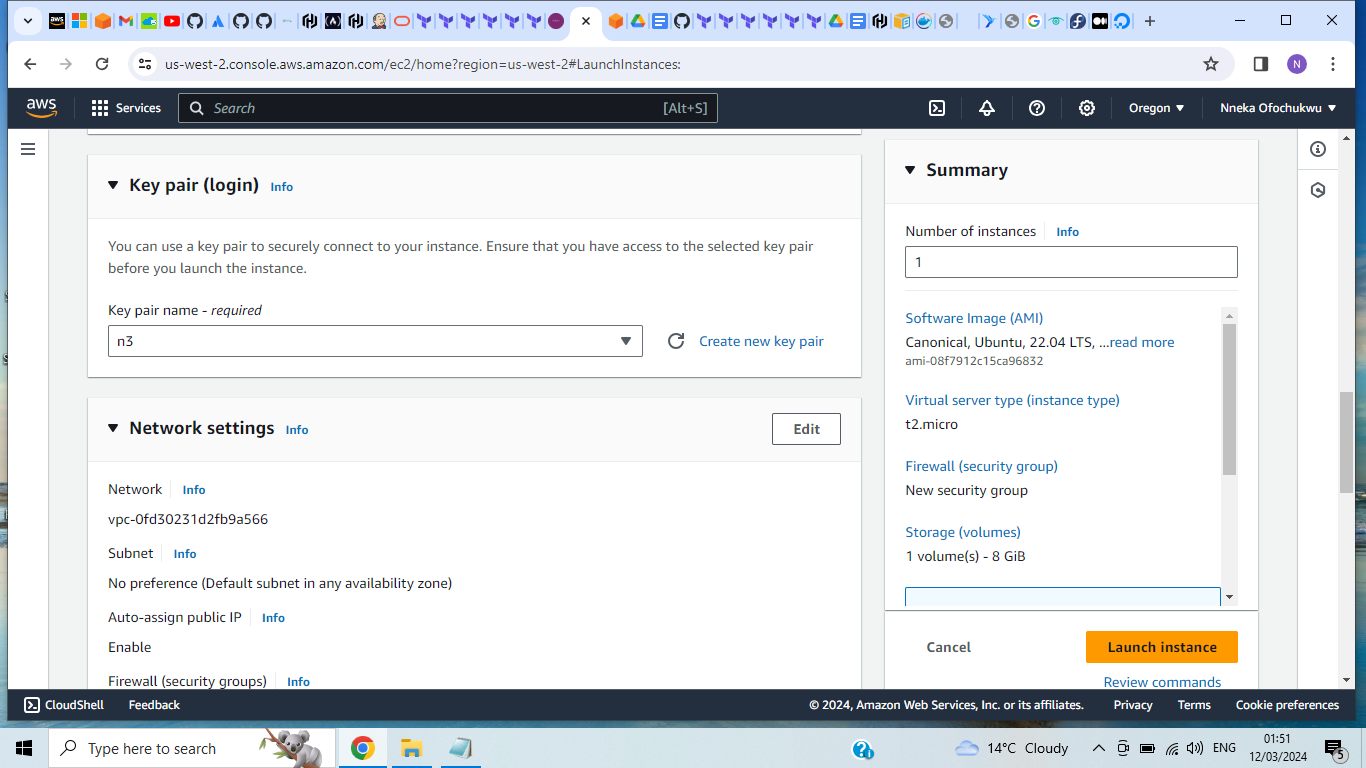 us-west-2.console.aws.amazon.com/ec2/home?region=us-west-2#LaunchInstances:
N
aws
Services
Search
[Alt+S]
Oregon
Nneka Ofochukwu
Key pair (login)
Info
You can use a key pair to securely connect to your instance. Ensure that you have access to the selected key pair
before you launch the instance.
Key pair name - required
n3
Create new key pair
Network settings
Info
Edit
Network
Info
vpc-0fd30231d2fb9a566
Subnet
Info
No preference (Default subnet in any availability zone)
Auto-assign public IP
Info
Enable
Firewall (security groups)
Info
Summary
Number of instances
Info
1
Software Image (AMI)
Canonical, Ubuntu, 22.04 LTS, ...read more
ami-08f7912c15ca96832
Virtual server type (instance type)
t2.micro
Firewall (security group)
New security group
Storage (volumes)
1 volume(s) - 8 GiB
Cancel
Launch instance
Review commands
CloudShell
Feedback
© 2024, Amazon Web Services, Inc. or its affiliates.
Privacy
Terms
Cookie preferences
Type here to search
14°C Cloudy
ENG
01:51
12/03/2024
5